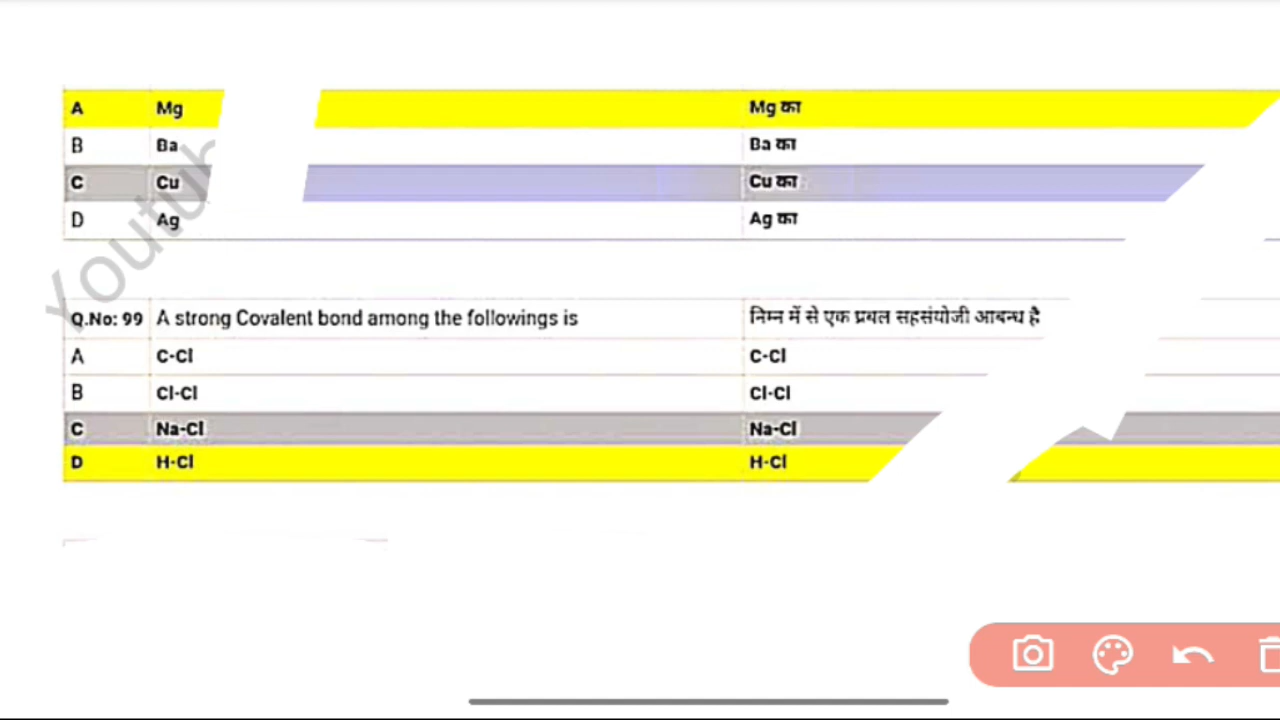 A Mg Mg का
B Ba Ba का
C Cu Cu का
D Ag Ag का
Q.No: 99 A strong Covalent bond among the followings is निम्न में से एक प्रबल सहसंयोजी आबन्ध है
A C-Cl C-Cl
B Cl-Cl Cl-Cl
C Na-Cl Na-Cl
D H-Cl H-Cl